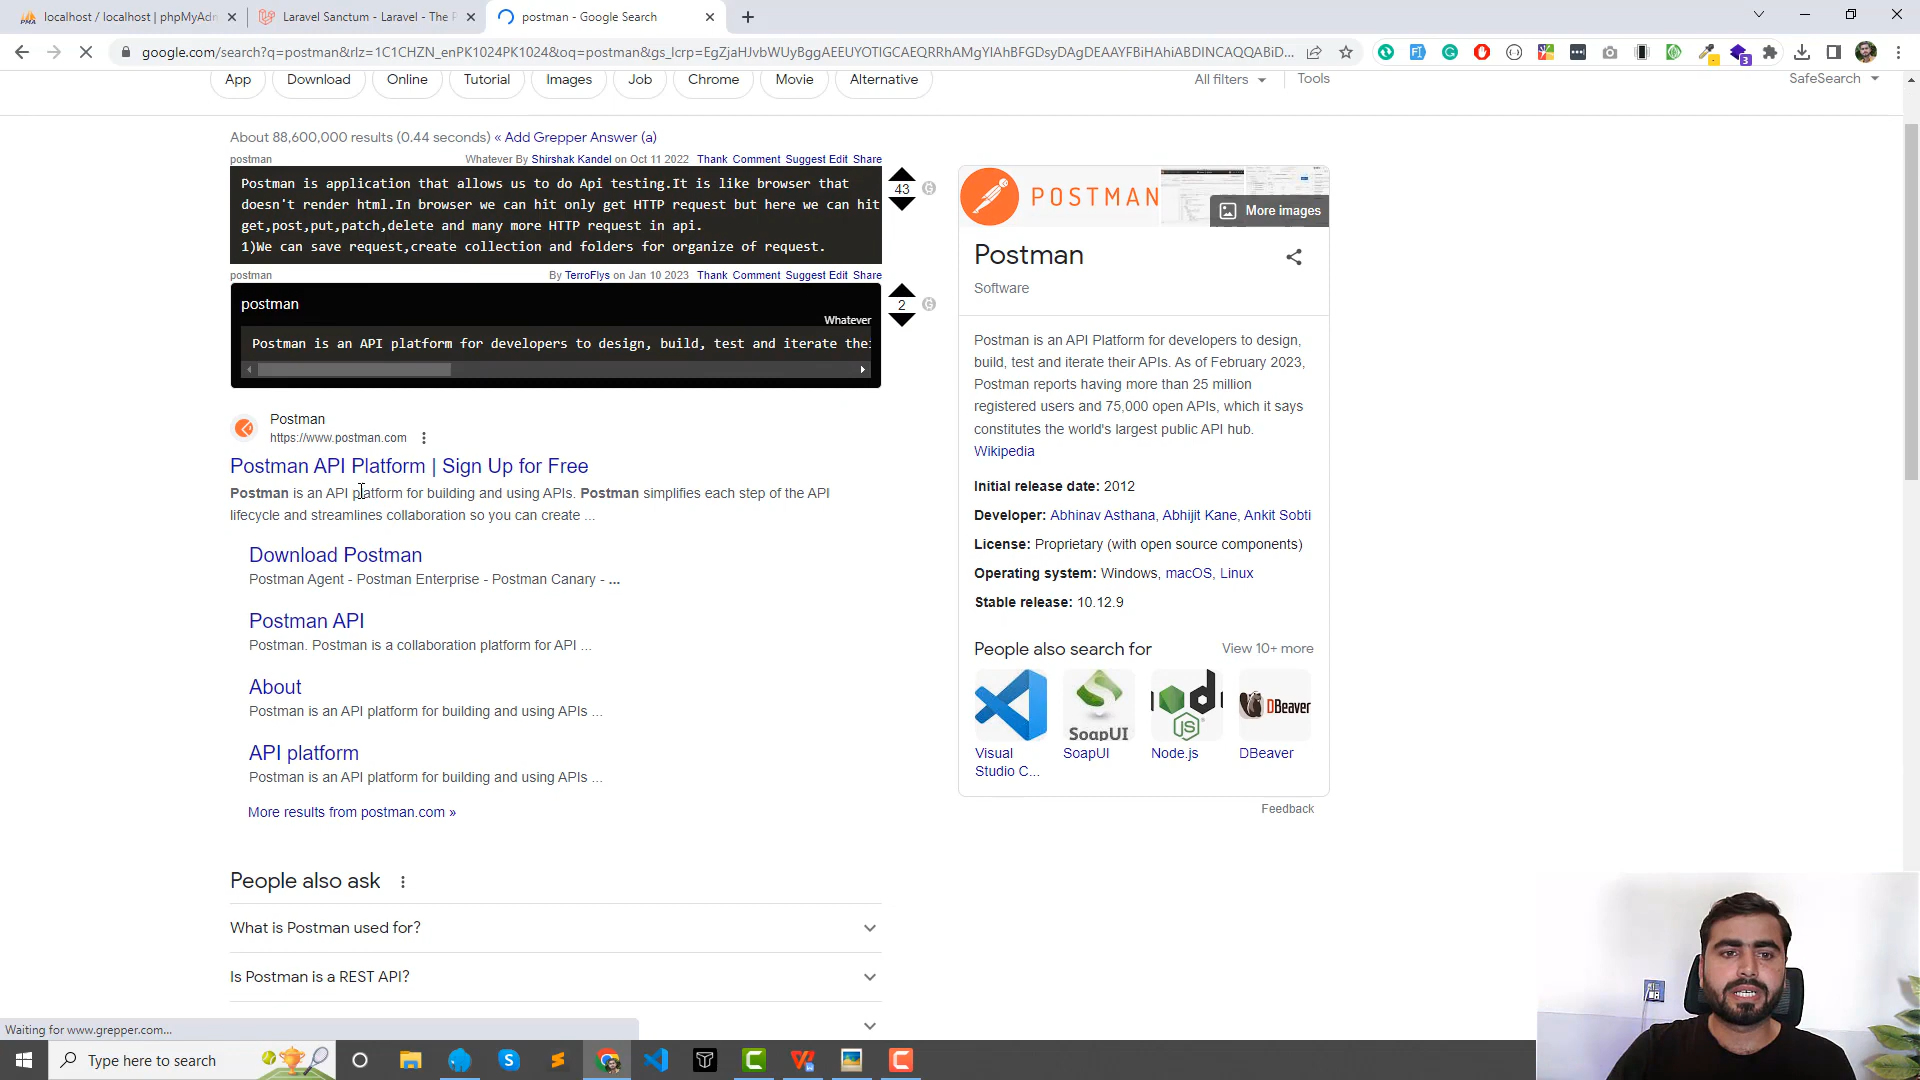 localhost / localhost | phpMyAdm
Laravel Sanctum - Laravel - The P
postman - Google Search
google.com/search?q=postman&rlz=1C1CHZN_enPK1024PK1024&oq=postman&gs_lcrp=EgZjaHJvbWUyBggAEEUYOTIGCAEQRRhAMgYIAhBFGDsyDAgDEAAYFBiHAhiABDINCAQQABiD...
App
Download
Online
Tutorial
Images
Job
Chrome
Movie
Alternative
All filters
Tools
SafeSearch
About 88,600,000 results (0.44 seconds) « Add Grepper Answer (a)
postman
Whatever By Shirshak Kandel on Oct 11 2022 Thank Comment Suggest Edit Share
Postman is application that allows us to do Api testing.It is like browser that
doesn't render html.In browser we can hit only get HTTP request but here we can hit
get,post,put,patch,delete and many more HTTP request in api.
1)We can save request,create collection and folders for organize of request.
43
postman
By TerroFlys on Jan 10 2023 Thank Comment Suggest Edit Share
postman
Whatever
Postman is an API platform for developers to design, build, test and iterate thei
2
Postman
https://www.postman.com
Postman API Platform | Sign Up for Free
Postman is an API platform for building and using APIs. Postman simplifies each step of the API
lifecycle and streamlines collaboration so you can create ...
Download Postman
Postman Agent - Postman Enterprise - Postman Canary - ...
Postman API
Postman. Postman is a collaboration platform for API ...
About
Postman is an API platform for building and using APIs ...
API platform
Postman is an API platform for building and using APIs ...
More results from postman.com »
People also ask
What is Postman used for?
Is Postman is a REST API?
POSTMAN
More images
Postman
Software
Postman is an API Platform for developers to design,
build, test and iterate their APIs. As of February 2023,
Postman reports having more than 25 million
registered users and 75,000 open APIs, which it says
constitutes the world's largest public API hub.
Wikipedia
Initial release date: 2012
Developer: Abhinav Asthana, Abhijit Kane, Ankit Sobti
License: Proprietary (with open source components)
Operating system: Windows, macOS, Linux
Stable release: 10.12.9
People also search for
View 10+ more
SoapUI
DBeaver
Visual
Studio C...
SoapUI
Node.js
DBeaver
Feedback
Waiting for www.grepper.com...
Type here to search